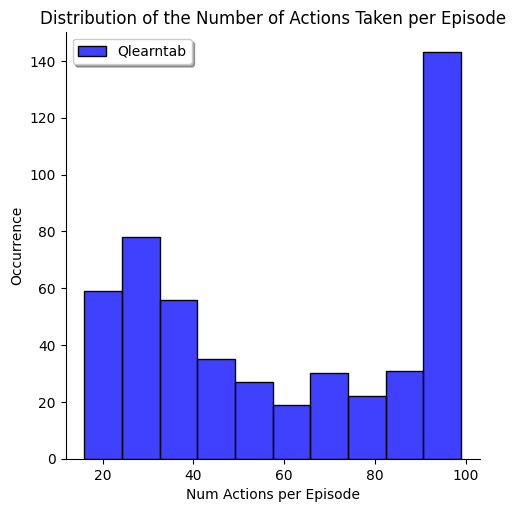 Distribution of the Number of Actions Taken per Episode
Qlearntab
140
120
100
80
60
40
20
0
Occurrence
20 40 60 80 100
Num Actions per Episode